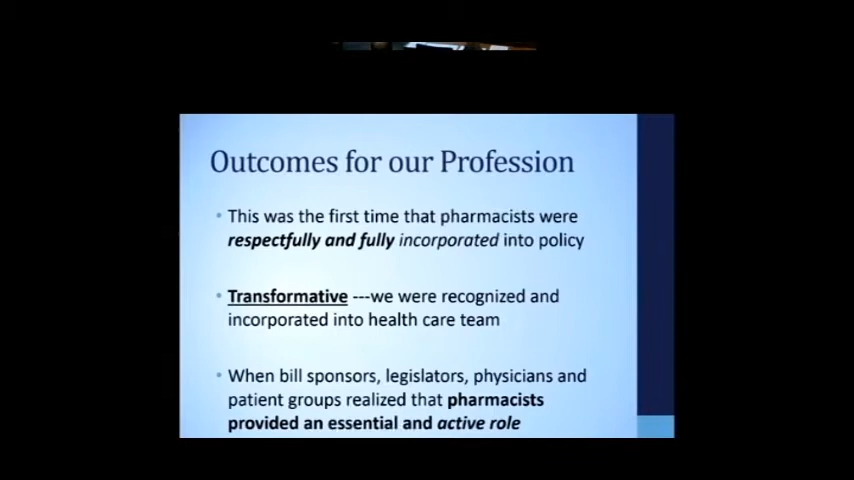 Outcomes for our Profession
• This was the first time that pharmacists were
respectfully and fully incorporated into policy
• Transformative ---we were recognized and
incorporated into health care team
• When bill sponsors, legislators, physicians and
patient groups realized that pharmacists
provided an essential and active role